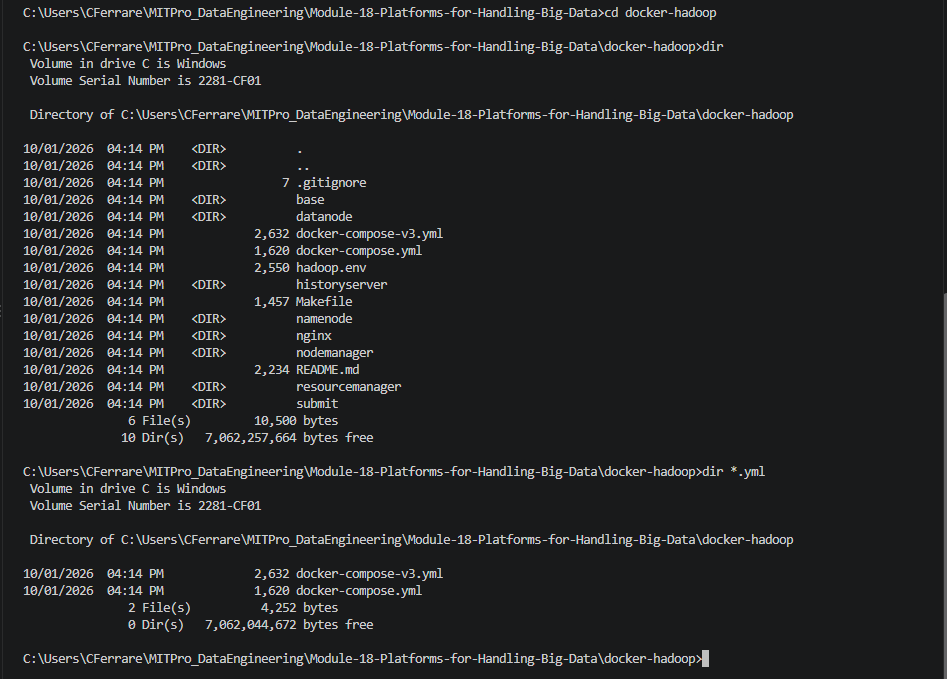 C:\Users\CFerrare\MITPro_DataEngineering\Module-18-Platforms-for-Handling-Big-Data>cd docker-hadoop
C:\Users\CFerrare\MITPro_DataEngineering\Module-18-Platforms-for-Handling-Big-Data\docker-hadoop>dir
 Volume in drive C is Windows
 Volume Serial Number is 2281-CF01
 Directory of C:\Users\CFerrare\MITPro_DataEngineering\Module-18-Platforms-for-Handling-Big-Data\docker-hadoop
10/01/2026  04:14 PM    <DIR>          .
10/01/2026  04:14 PM    <DIR>          ..
10/01/2026  04:14 PM                 7 .gitignore
10/01/2026  04:14 PM    <DIR>          base
10/01/2026  04:14 PM    <DIR>          datanode
10/01/2026  04:14 PM             2,632 docker-compose-v3.yml
10/01/2026  04:14 PM             1,620 docker-compose.yml
10/01/2026  04:14 PM             2,550 hadoop.env
10/01/2026  04:14 PM    <DIR>          historyserver
10/01/2026  04:14 PM             1,457 Makefile
10/01/2026  04:14 PM    <DIR>          namenode
10/01/2026  04:14 PM    <DIR>          nginx
10/01/2026  04:14 PM    <DIR>          nodemanager
10/01/2026  04:14 PM             2,234 README.md
10/01/2026  04:14 PM    <DIR>          resourcemanager
10/01/2026  04:14 PM    <DIR>          submit
               6 File(s)         10,500 bytes
              10 Dir(s)   7,062,257,664 bytes free
C:\Users\CFerrare\MITPro_DataEngineering\Module-18-Platforms-for-Handling-Big-Data\docker-hadoop>dir *.yml
 Volume in drive C is Windows
 Volume Serial Number is 2281-CF01
 Directory of C:\Users\CFerrare\MITPro_DataEngineering\Module-18-Platforms-for-Handling-Big-Data\docker-hadoop
10/01/2026  04:14 PM             2,632 docker-compose-v3.yml
10/01/2026  04:14 PM             1,620 docker-compose.yml
               2 File(s)          4,252 bytes
               0 Dir(s)   7,062,044,672 bytes free
C:\Users\CFerrare\MITPro_DataEngineering\Module-18-Platforms-for-Handling-Big-Data\docker-hadoop>